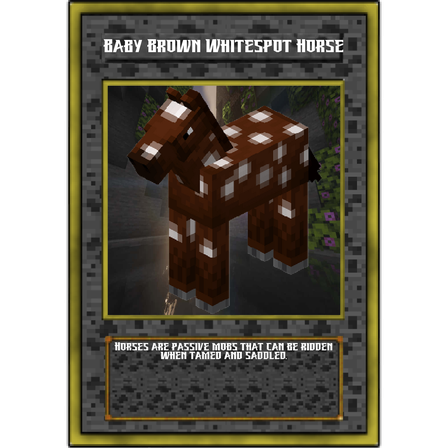 Baby Brown Whitespot Horse
Horses are passive mobs that can be ridden
when tamed and saddled.